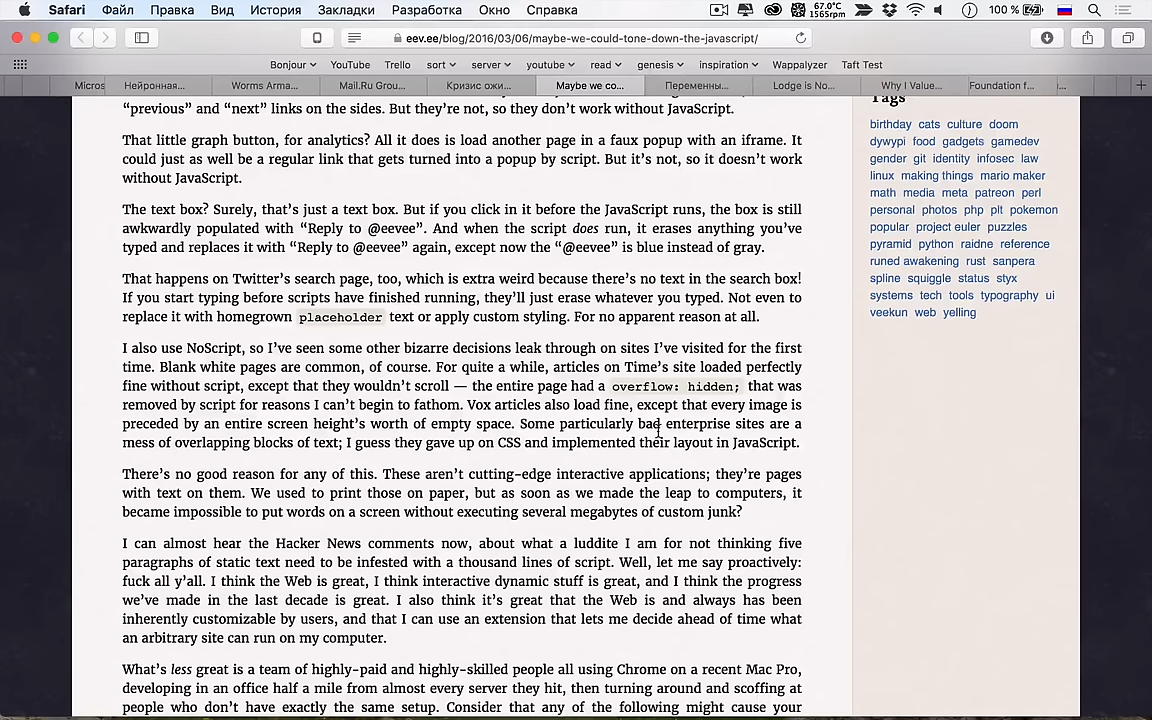 Safari Файл Правка Вид История Закладки Разработка Окно Справка 67.0°C 1565rpm 100 %
eev.ee/blog/2016/03/06/maybe-we-could-tone-down-the-javascript/
Bonjour YouTube Trello sort server youtube read genesis inspiration Wappalyzer Taft Test
Micros Нейронная... Worms Arma... Mail.Ru Grou... Кризис ожи... Maybe we co... Переменны... Lodge is No... Why I Value... Foundation f...
“previous” and “next” links on the sides. But they’re not, so they don’t work without JavaScript.
That little graph button, for analytics? All it does is load another page in a faux popup with an iframe. It
could just as well be a regular link that gets turned into a popup by script. But it’s not, so it doesn’t work
without JavaScript.
The text box? Surely, that’s just a text box. But if you click in it before the JavaScript runs, the box is still
awkwardly populated with “Reply to @eevee”. And when the script does run, it erases anything you’ve
typed and replaces it with “Reply to @eevee” again, except now the “@eevee” is blue instead of gray.
That happens on Twitter’s search page, too, which is extra weird because there’s no text in the search box!
If you start typing before scripts have finished running, they’ll just erase whatever you typed. Not even to
replace it with homegrown placeholder text or apply custom styling. For no apparent reason at all.
I also use NoScript, so I’ve seen some other bizarre decisions leak through on sites I’ve visited for the first
time. Blank white pages are common, of course. For quite a while, articles on Time’s site loaded perfectly
fine without script, except that they wouldn’t scroll — the entire page had a overflow: hidden; that was
removed by script for reasons I can’t begin to fathom. Vox articles also load fine, except that every image is
preceded by an entire screen height’s worth of empty space. Some particularly bad enterprise sites are a
mess of overlapping blocks of text; I guess they gave up on CSS and implemented their layout in JavaScript.
There’s no good reason for any of this. These aren’t cutting-edge interactive applications; they’re pages
with text on them. We used to print those on paper, but as soon as we made the leap to computers, it
became impossible to put words on a screen without executing several megabytes of custom junk?
I can almost hear the Hacker News comments now, about what a luddite I am for not thinking five
paragraphs of static text need to be infested with a thousand lines of script. Well, let me say proactively:
fuck all y’all. I think the Web is great, I think interactive dynamic stuff is great, and I think the progress
we’ve made in the last decade is great. I also think it’s great that the Web is and always has been
inherently customizable by users, and that I can use an extension that lets me decide ahead of time what
an arbitrary site can run on my computer.
What’s less great is a team of highly-paid and highly-skilled people all using Chrome on a recent Mac Pro,
developing in an office half a mile from almost every server they hit, then turning around and scoffing at
people who don’t have exactly the same setup. Consider that any of the following might cause your
Tags
birthday cats culture doom
dywypi food gadgets gamedev
gender git identity infosec law
linux making things mario maker
math media meta patreon perl
personal photos php plt pokemon
popular project euler puzzles
pyramid python raidne reference
runed awakening rust sanpera
spline squiggle status styx
systems tech tools typography ui
veekun web yelling